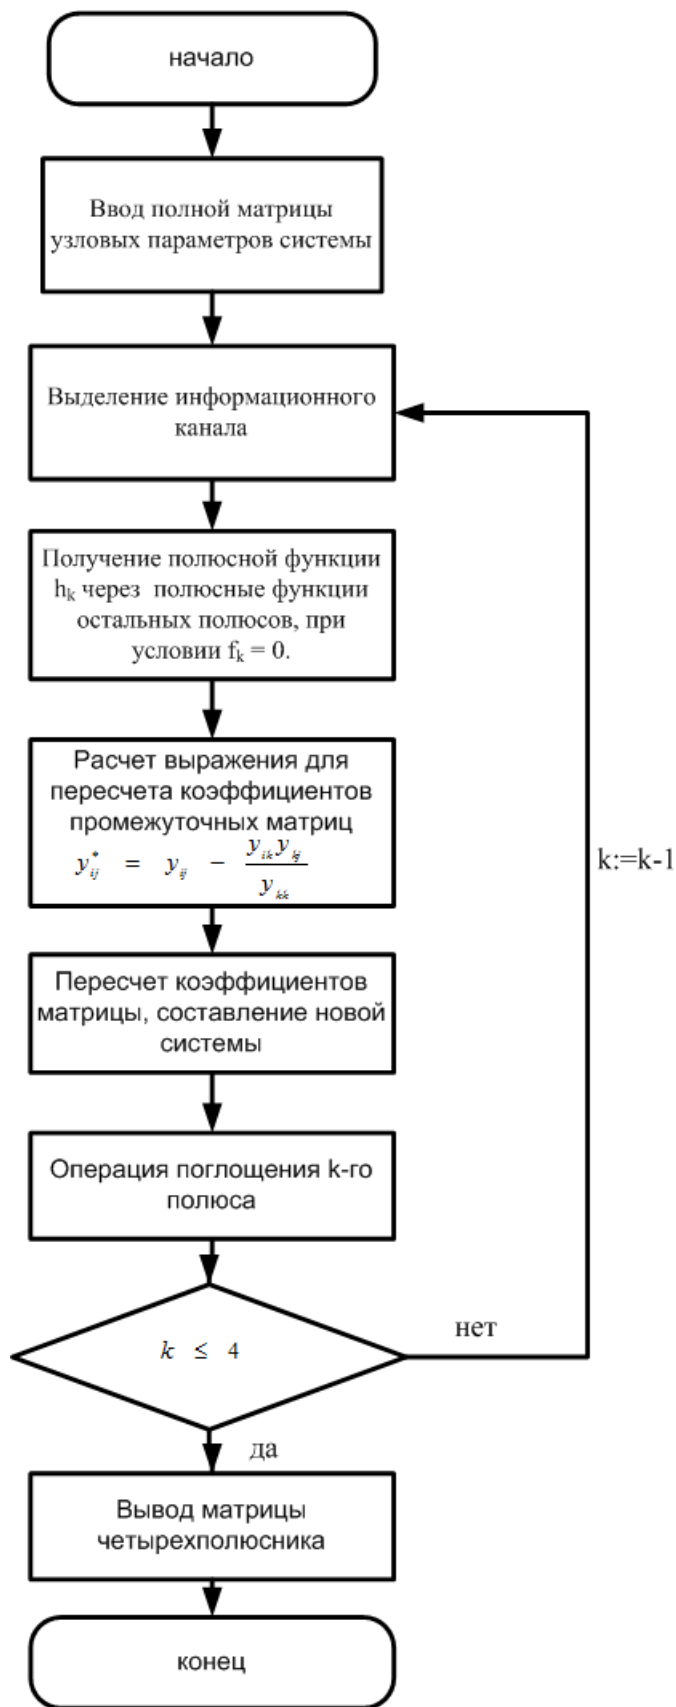 начало
Ввод полной матрицы
узловых параметров системы
Выделение информационного
канала
Получение полюсной функции
hₖ через полюсные функции
остальных полюсов, при
условии fₖ = 0.
Расчет выражения для
пересчета коэффициентов
промежуточных матриц
y*ᵢⱼ = yᵢⱼ − yᵢₖyₖⱼ / yₖₖ
k:=k-1
Пересчет коэффициентов
матрицы, составление новой
системы
Операция поглощения k-го
полюса
k ≤ 4
нет
да
Вывод матрицы
четырехполюсника
конец